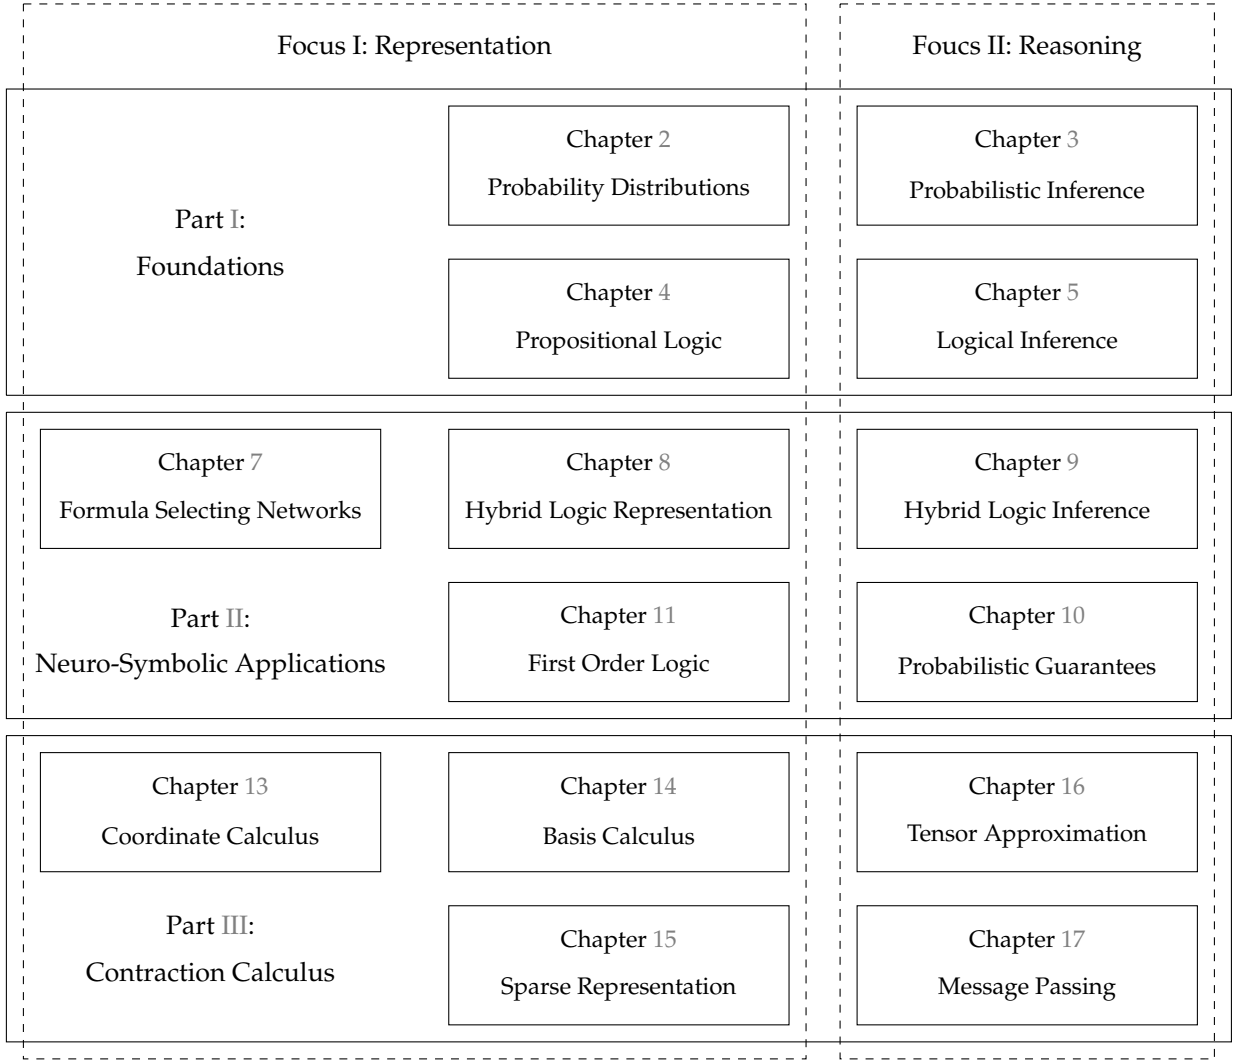 Focus I: Representation
Foucs II: Reasoning
Part I:
Foundations
Chapter 2
Probability Distributions
Chapter 3
Probabilistic Inference
Chapter 4
Propositional Logic
Chapter 5
Logical Inference
Chapter 7
Formula Selecting Networks
Chapter 8
Hybrid Logic Representation
Chapter 9
Hybrid Logic Inference
Part II:
Neuro-Symbolic Applications
Chapter 11
First Order Logic
Chapter 10
Probabilistic Guarantees
Chapter 13
Coordinate Calculus
Chapter 14
Basis Calculus
Chapter 16
Tensor Approximation
Part III:
Contraction Calculus
Chapter 15
Sparse Representation
Chapter 17
Message Passing